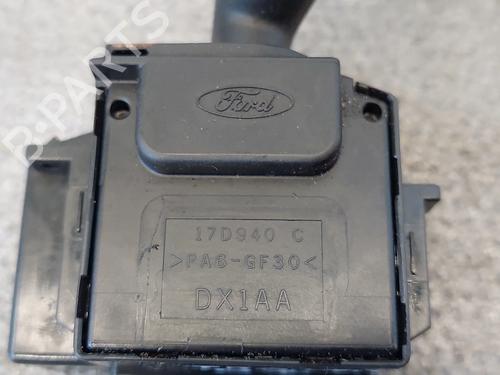 B-PARTS
Ford
17D940 C
>PA6-GF30<
DX1AA